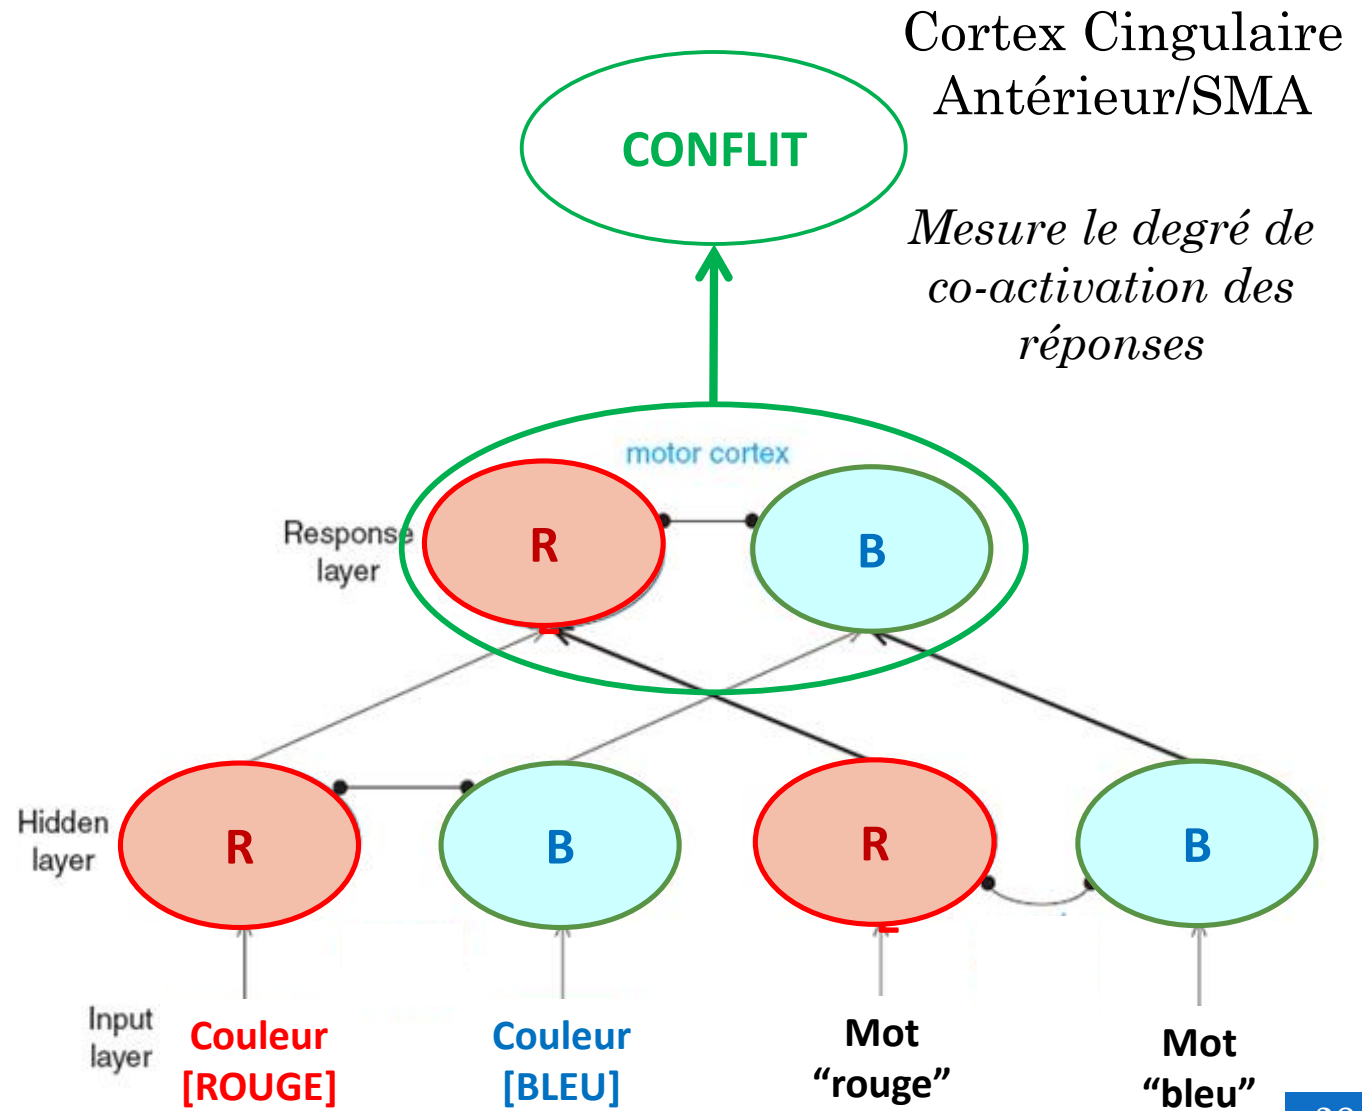 Cortex Cingulaire
Antérieur/SMA
CONFLIT
Mesure le degré de
co-activation des
réponses
motor cortex
Response
layer
R
B
Hidden
layer
R
B
R
B
Input
layer
Couleur
[ROUGE]
Couleur
[BLEU]
Mot
“rouge”
Mot
“bleu”